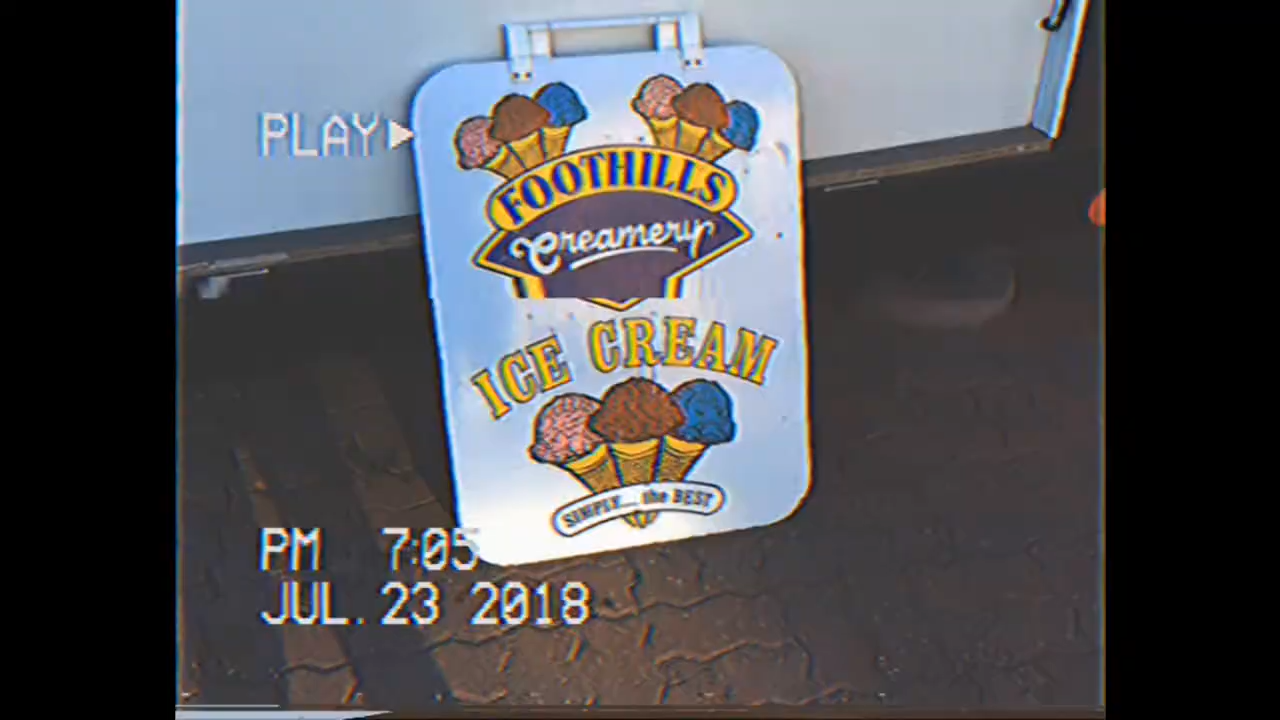 PLAY
FOOTHILLS
Creamery
ICE CREAM
SIMPLY... the BEST
PM 7:05
JUL. 23 2018